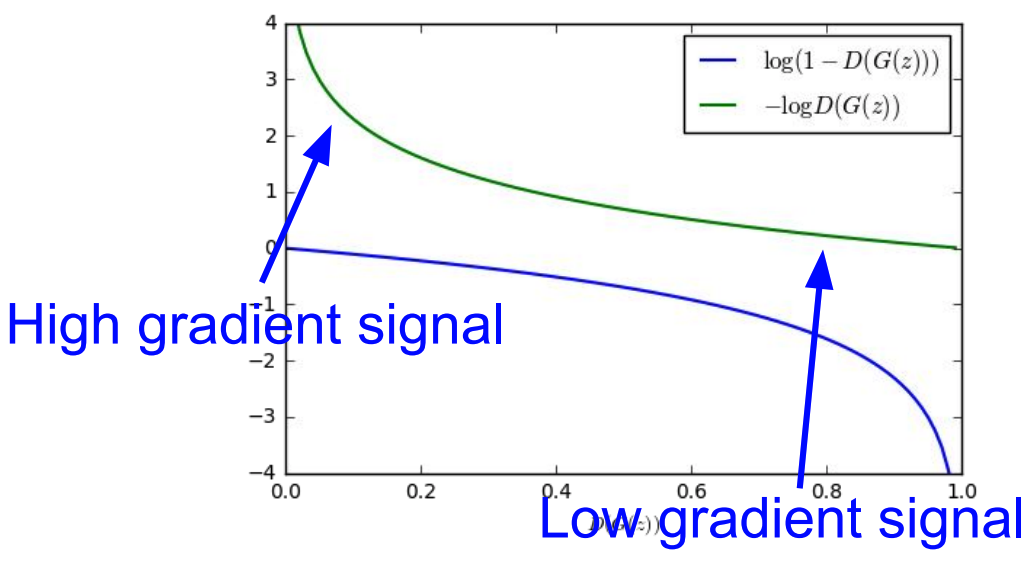 4
3
2
1
0
−1
−2
−3
−4
log(1 − D(G(z)))
−logD(G(z))
High gradient signal
0.0 0.2 0.4 0.6 0.8 1.0
D(G(z))
Low gradient signal